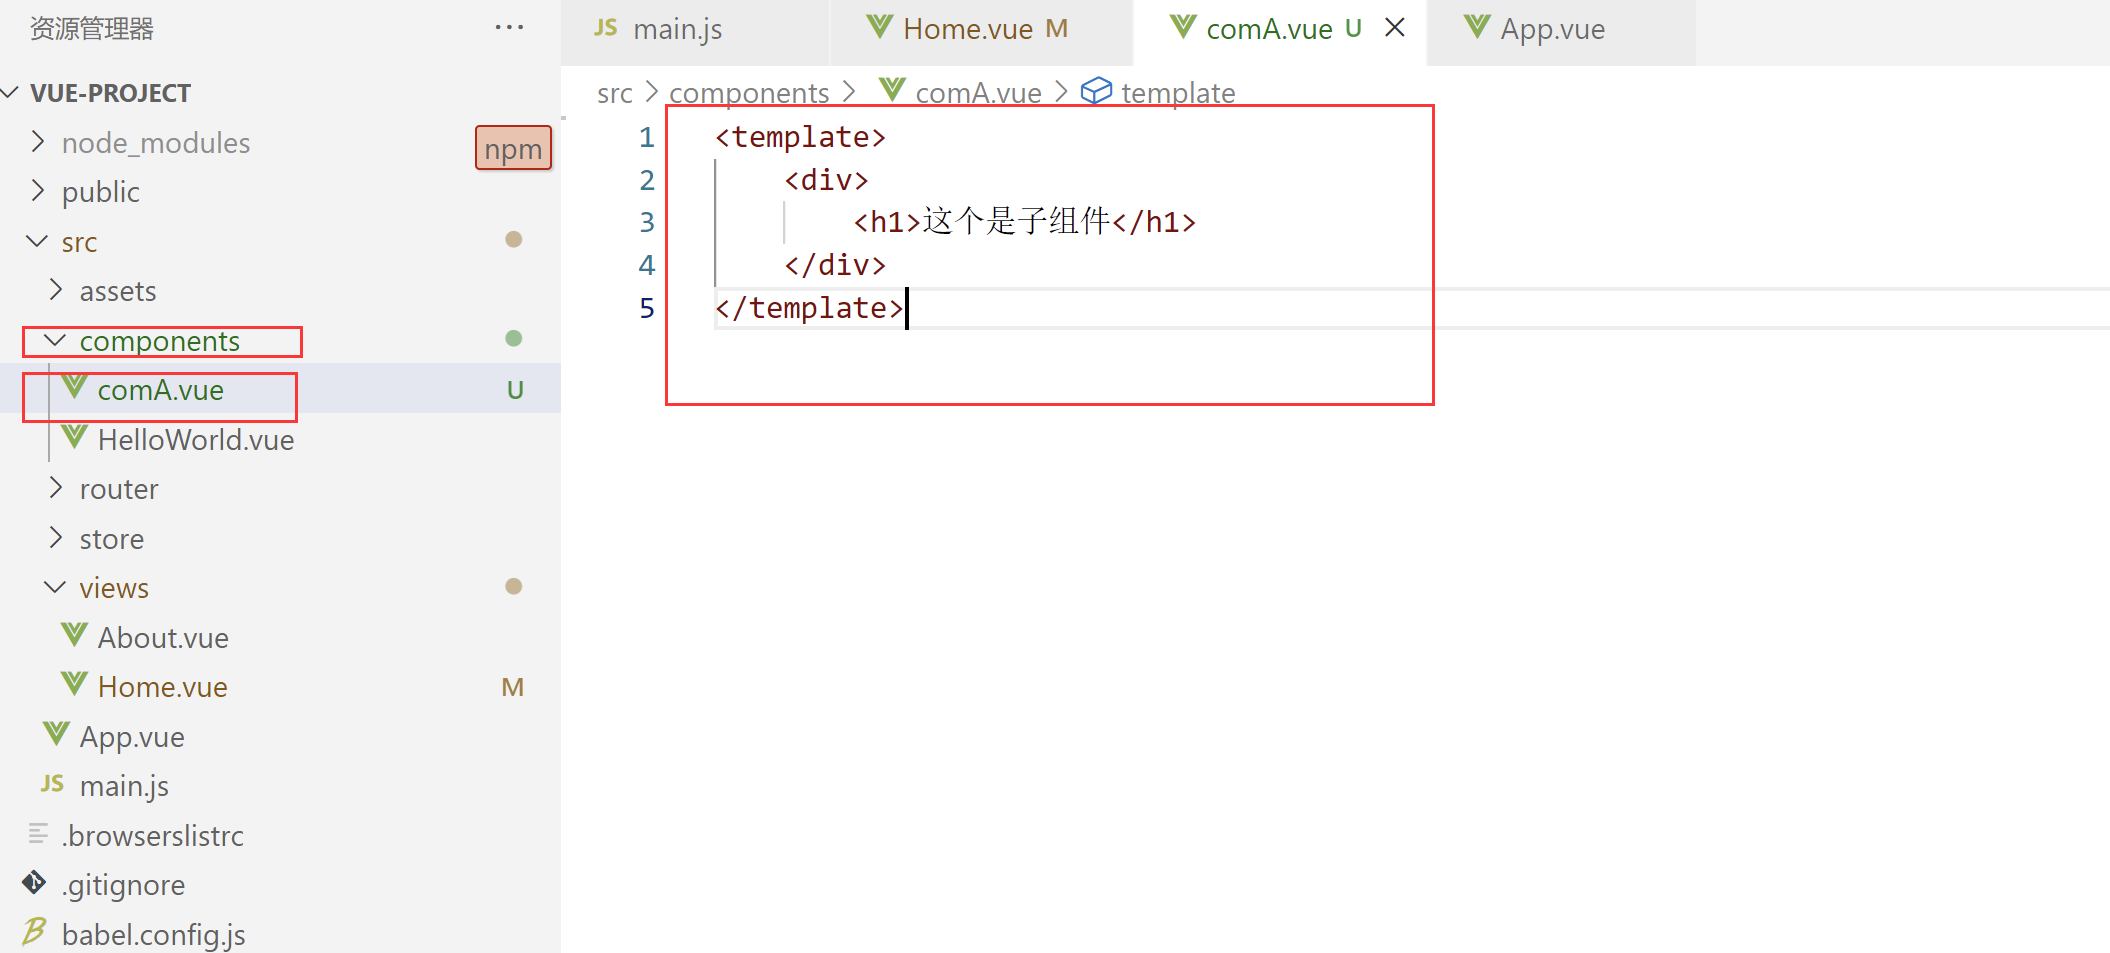 资源管理器 ···
VUE-PROJECT
node_modules npm
public
src
assets
components
comA.vue U
HelloWorld.vue
router
store
views
About.vue
Home.vue M
App.vue
JS main.js
.browserslistrc
.gitignore
babel.config.js
JS main.js Home.vue M comA.vue U App.vue
src > components > comA.vue > template
1 <template>
2 <div>
3 <h1>这个是子组件</h1>
4 </div>
5 </template>